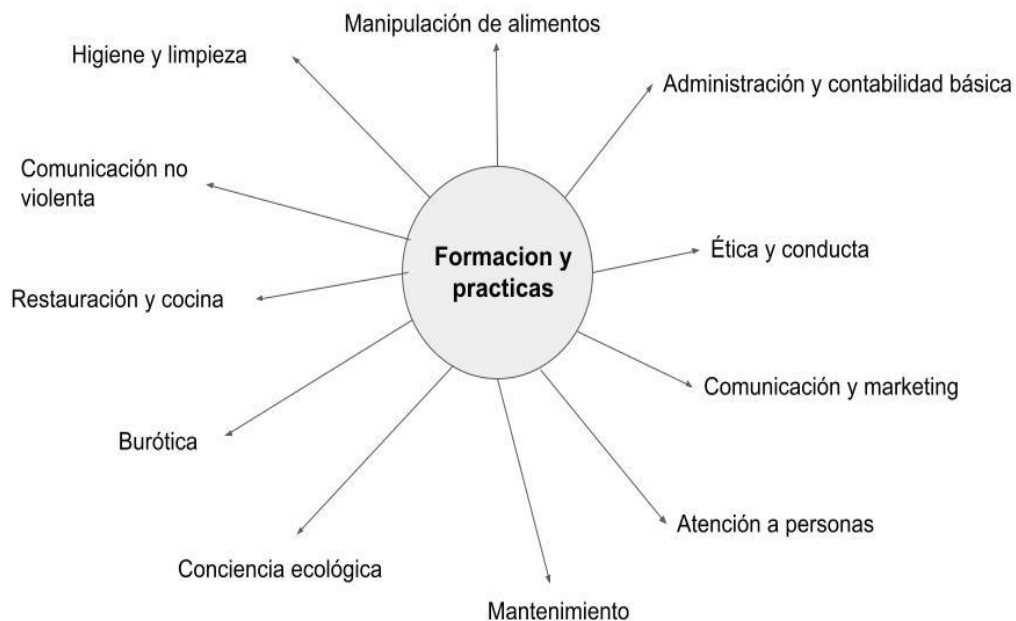 Manipulación de alimentos
Higiene y limpieza
Administración y contabilidad básica
Comunicación no
violenta
Formacion y
practicas
Ética y conducta
Restauración y cocina
Comunicación y marketing
Burótica
Atención a personas
Conciencia ecológica
Mantenimiento